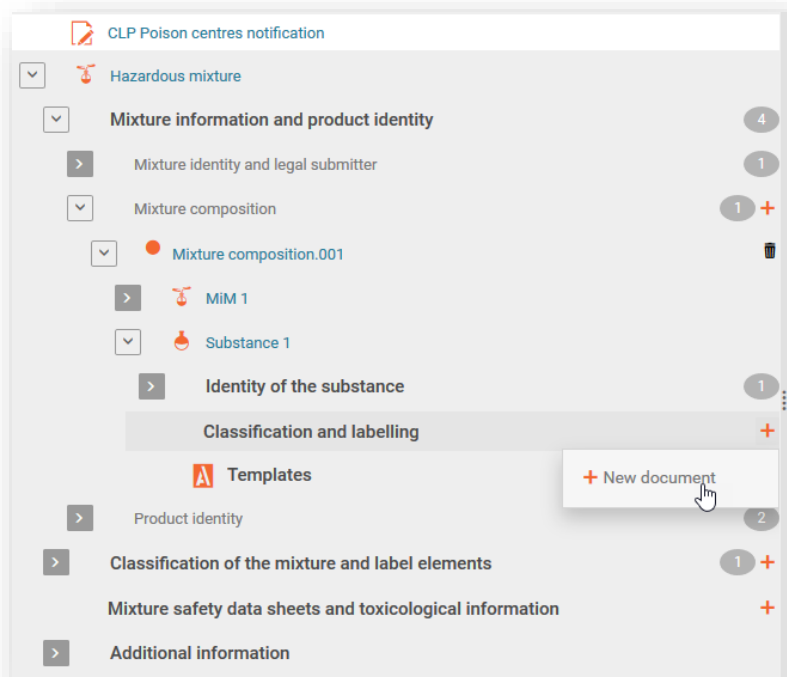 CLP Poison centres notification
Hazardous mixture
Mixture information and product identity 4
Mixture identity and legal submitter 1
Mixture composition 1 +
Mixture composition.001
MiM 1
Substance 1
Identity of the substance 1
Classification and labelling +
Templates
+ New document
Product identity 2
Classification of the mixture and label elements 1 +
Mixture safety data sheets and toxicological information +
Additional information